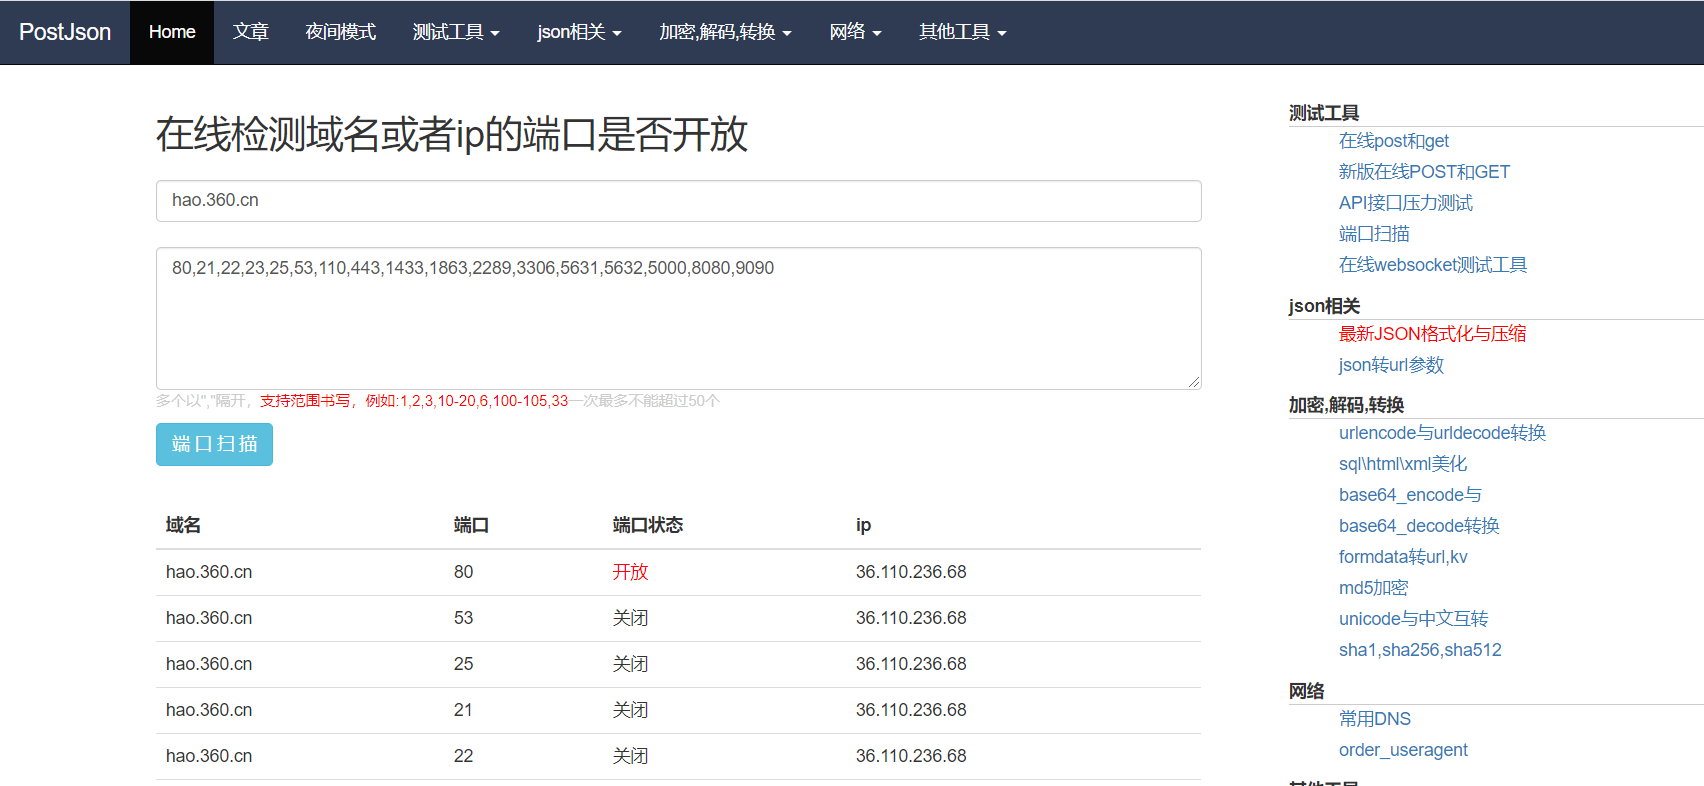 PostJson Home 文章 夜间模式 测试工具 json相关 加密,解码,转换 网络 其他工具
在线检测域名或者ip的端口是否开放
hao.360.cn
80,21,22,23,25,53,110,443,1433,1863,2289,3306,5631,5632,5000,8080,9090
多个以","隔开，支持范围书写，例如:1,2,3,10-20,6,100-105,33一次最多不能超过50个
端口扫描
域名 端口 端口状态 ip
hao.360.cn 80 开放 36.110.236.68
hao.360.cn 53 关闭 36.110.236.68
hao.360.cn 25 关闭 36.110.236.68
hao.360.cn 21 关闭 36.110.236.68
hao.360.cn 22 关闭 36.110.236.68
测试工具
在线post和get
新版在线POST和GET
API接口压力测试
端口扫描
在线websocket测试工具
json相关
最新JSON格式化与压缩
json转url参数
加密,解码,转换
urlencode与urldecode转换
sql\html\xml美化
base64_encode与
base64_decode转换
formdata转url,kv
md5加密
unicode与中文互转
sha1,sha256,sha512
网络
常用DNS
order_useragent